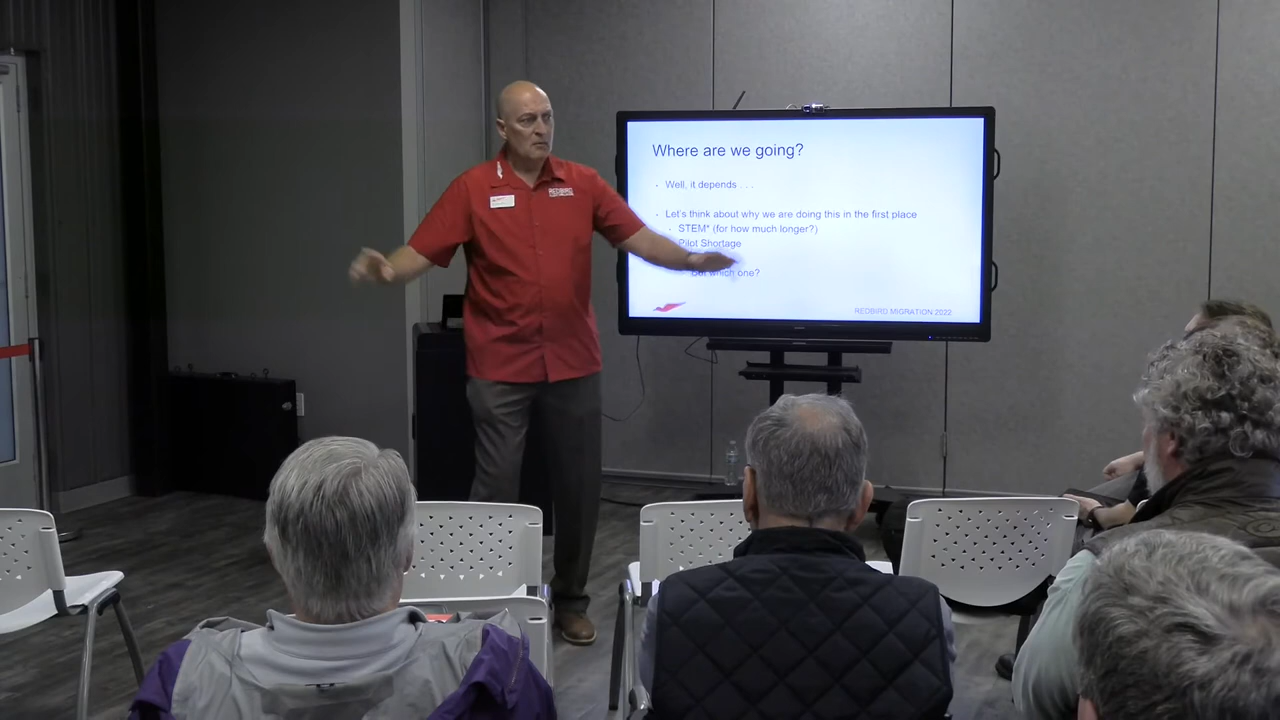 Where are we going?
Well, it depends . . .
Let's think about why we are doing this in the first place
STEM* (for how much longer?)
Pilot Shortage
but which one?
REDBIRD MIGRATION 2022
REDBIRD